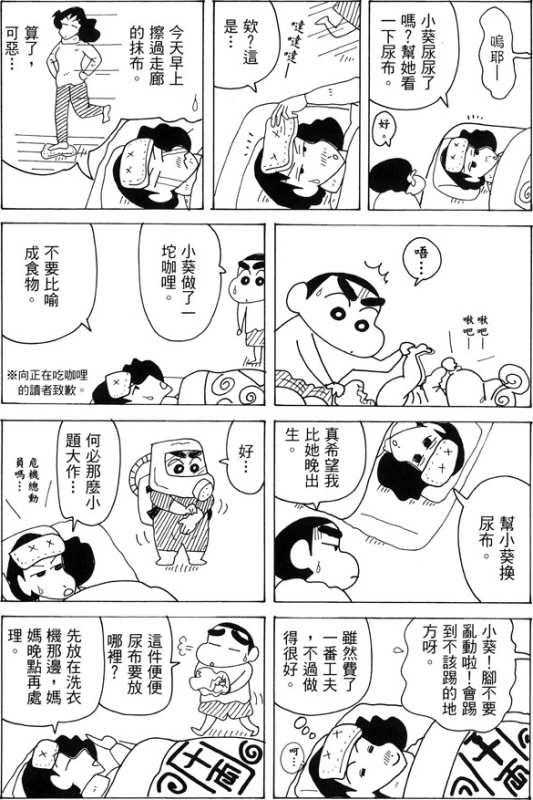 嗚耶─
小葵尿尿了
嗎?幫她看
一下尿布。
好。
噠噠噠─
欸?這
是…
今天早上
擦過走廊
的抹布。
算了,
可惡…
唔…
啾吧─
啾吧─
小葵做了一
坨咖哩。
不要比喻
成食物。
※向正在吃咖哩
的讀者致歉。
幫小葵換
尿布。
真希望我
比她晚出
生。
好…
何必那麼小
題大作…
危機總動
員嗎…
小葵!腳不要
亂動啦!會踢
到不該踢的地
方呀。
雖然費了
一番工夫
,不過做
得很好。
呵…
這件便便
尿布要放
哪裡?
先放在洗衣
機那邊,媽
媽晚點再處
理。
千両
千両